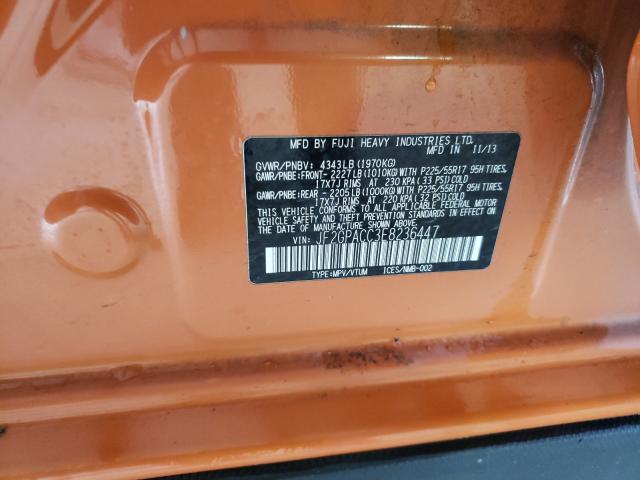 MFD BY FUJI HEAVY INDUSTRIES LTD.
MFD IN 11/13
GVWR/PNBV: 4343LB(1970KG)
GAWR/PNBE:FRONT- 2227LB(1010KG)WITH P225/55R17 95H TIRES,
17X7J RIMS AT 230 KPA(33 PSI)COLD
GAWR/PNBE:REAR - 2205LB(1000KG)WITH P225/55R17 95H TIRES,
17X7J RIMS AT 220 KPA(32 PSI)COLD
THIS VEHICLE CONFORMS TO ALL APPLICABLE FEDERAL MOTOR
VEHICLE SAFETY AND THEFT PREVENTION STANDARDS IN EFFECT ON
THE DATE OF MANUFACTURE SHOWN ABOVE.
VIN: JF2GPACC3E8236447
TYPE:MPV/VTUM ICES/NMB-002